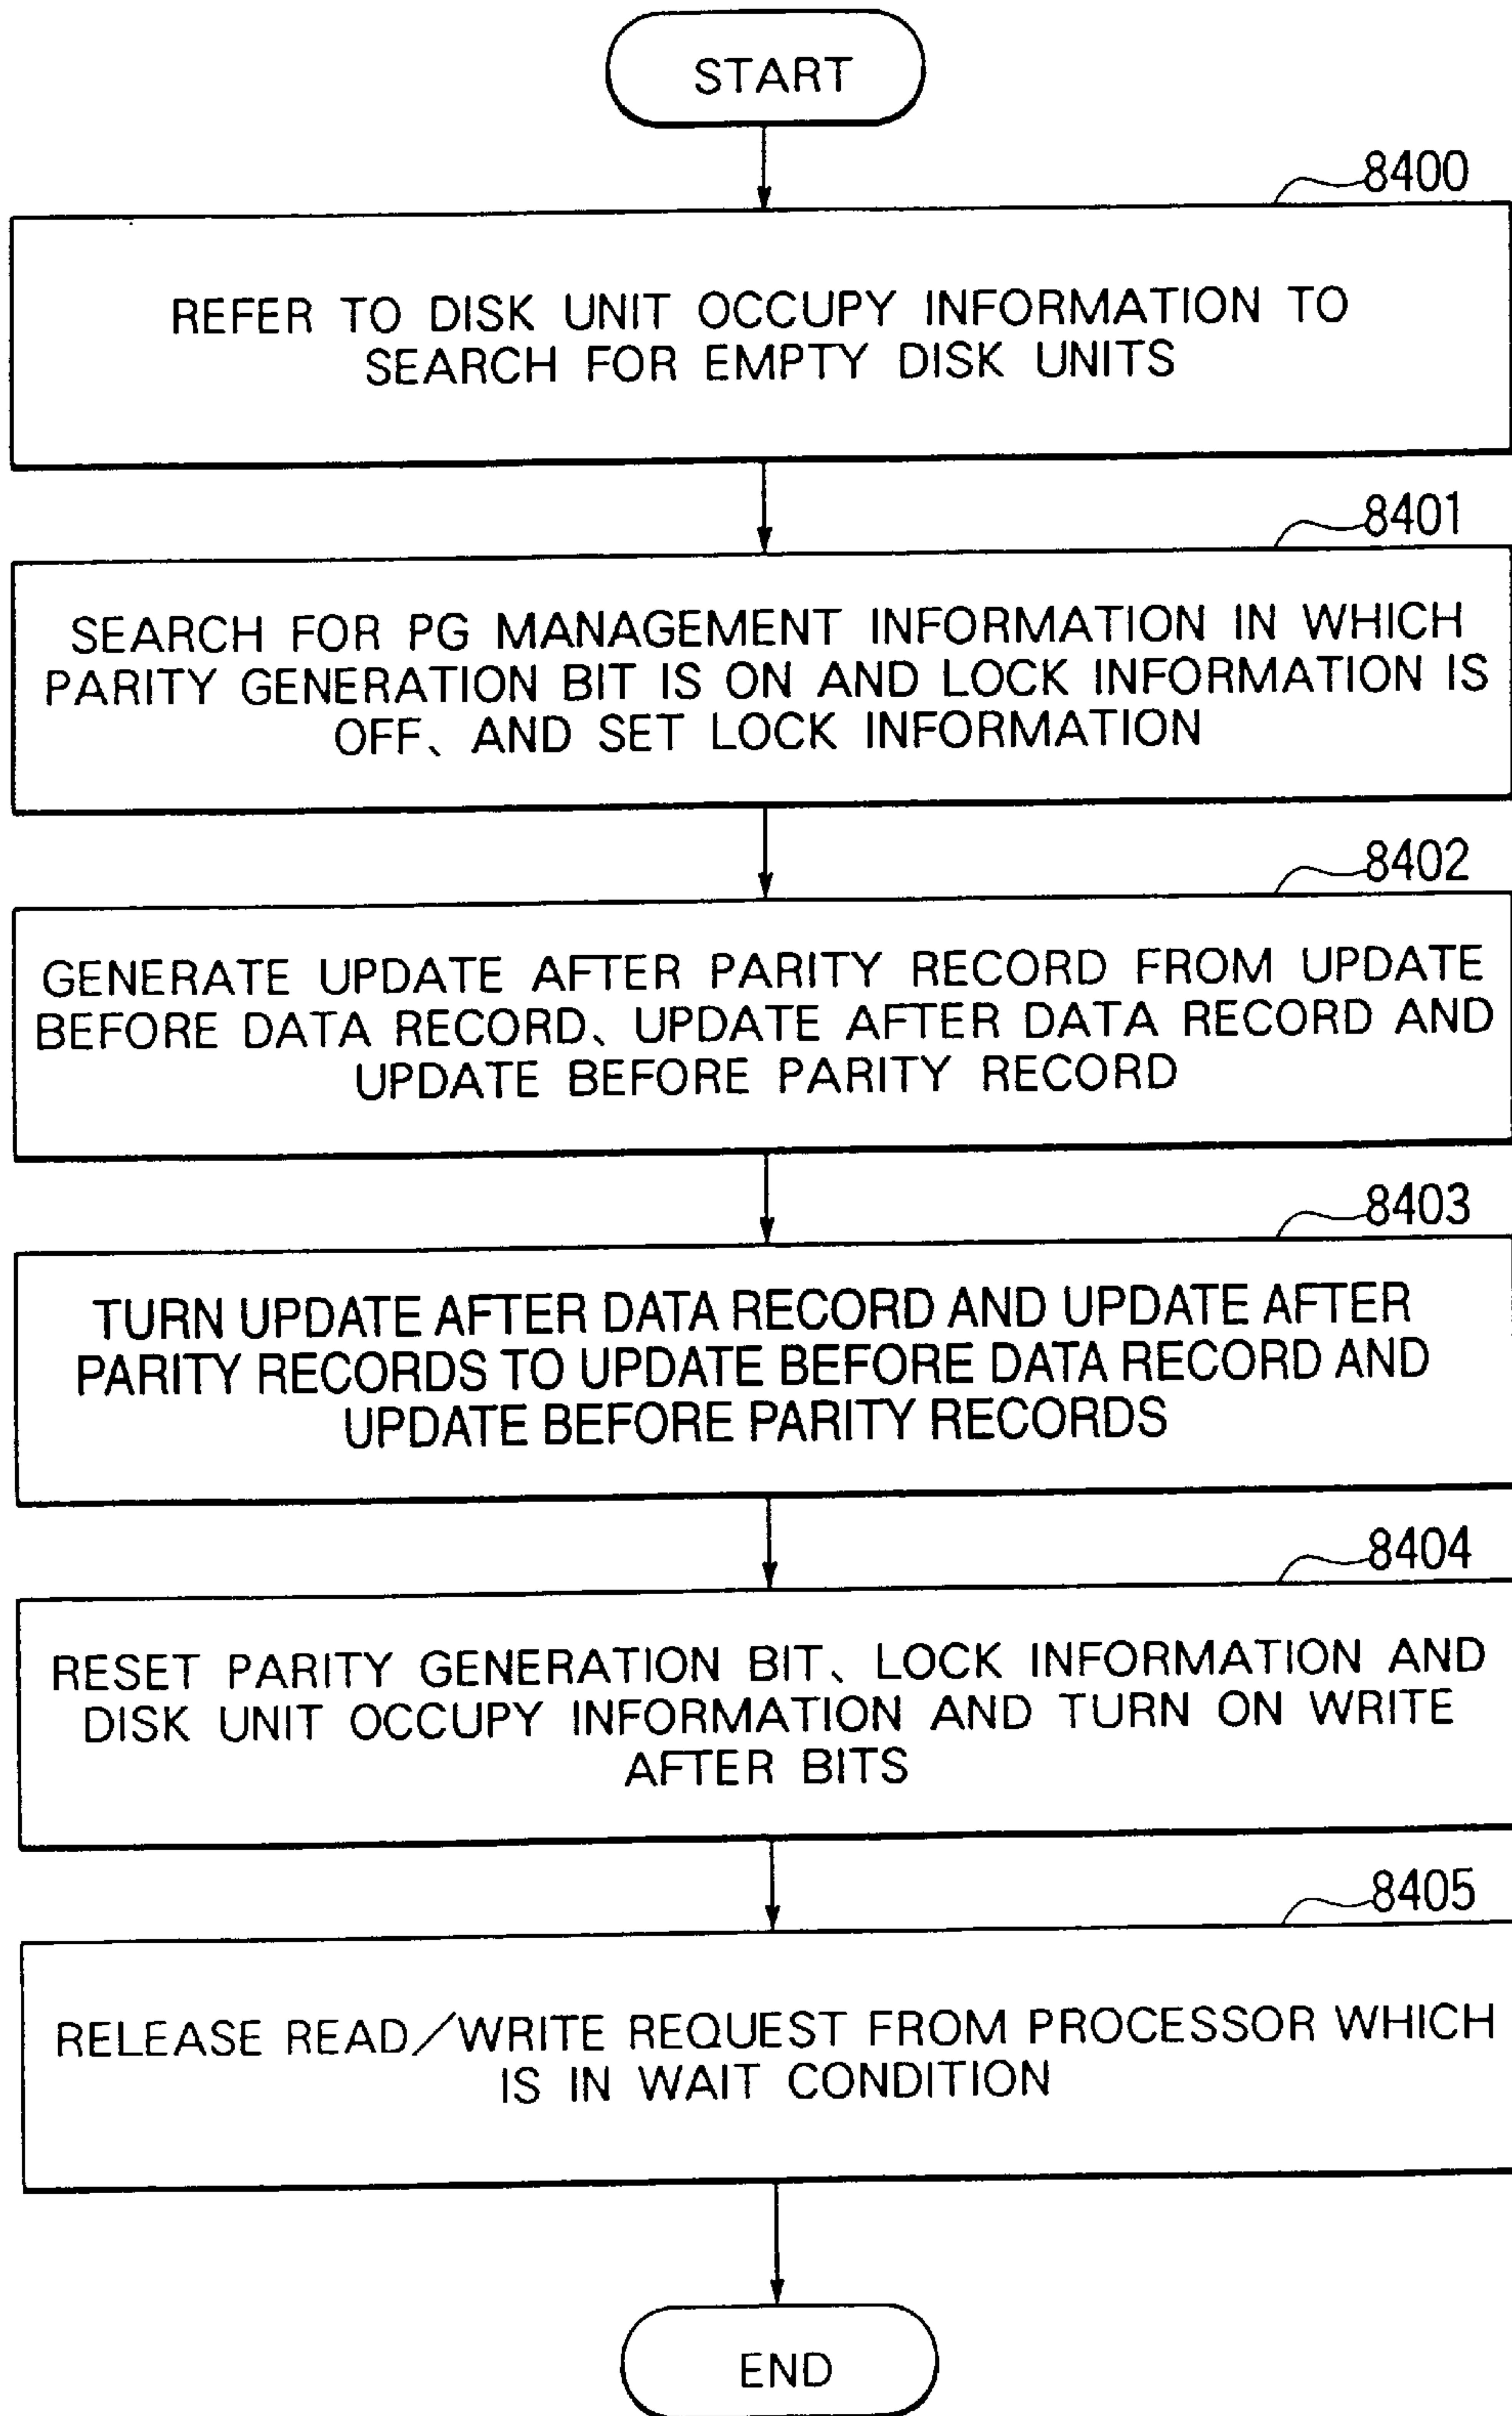 START
8400
REFER TO DISK UNIT OCCUPY INFORMATION TO
SEARCH FOR EMPTY DISK UNITS
8401
SEARCH FOR PG MANAGEMENT INFORMATION IN WHICH
PARITY GENERATION BIT IS ON AND LOCK INFORMATION IS
OFF、AND SET LOCK INFORMATION
8402
GENERATE UPDATE AFTER PARITY RECORD FROM UPDATE
BEFORE DATA RECORD、UPDATE AFTER DATA RECORD AND
UPDATE BEFORE PARITY RECORD
8403
TURN UPDATE AFTER DATA RECORD AND UPDATE AFTER
PARITY RECORDS TO UPDATE BEFORE DATA RECORD AND
UPDATE BEFORE PARITY RECORDS
8404
RESET PARITY GENERATION BIT、LOCK INFORMATION AND
DISK UNIT OCCUPY INFORMATION AND TURN ON WRITE
AFTER BITS
8405
RELEASE READ/WRITE REQUEST FROM PROCESSOR WHICH
IS IN WAIT CONDITION
END